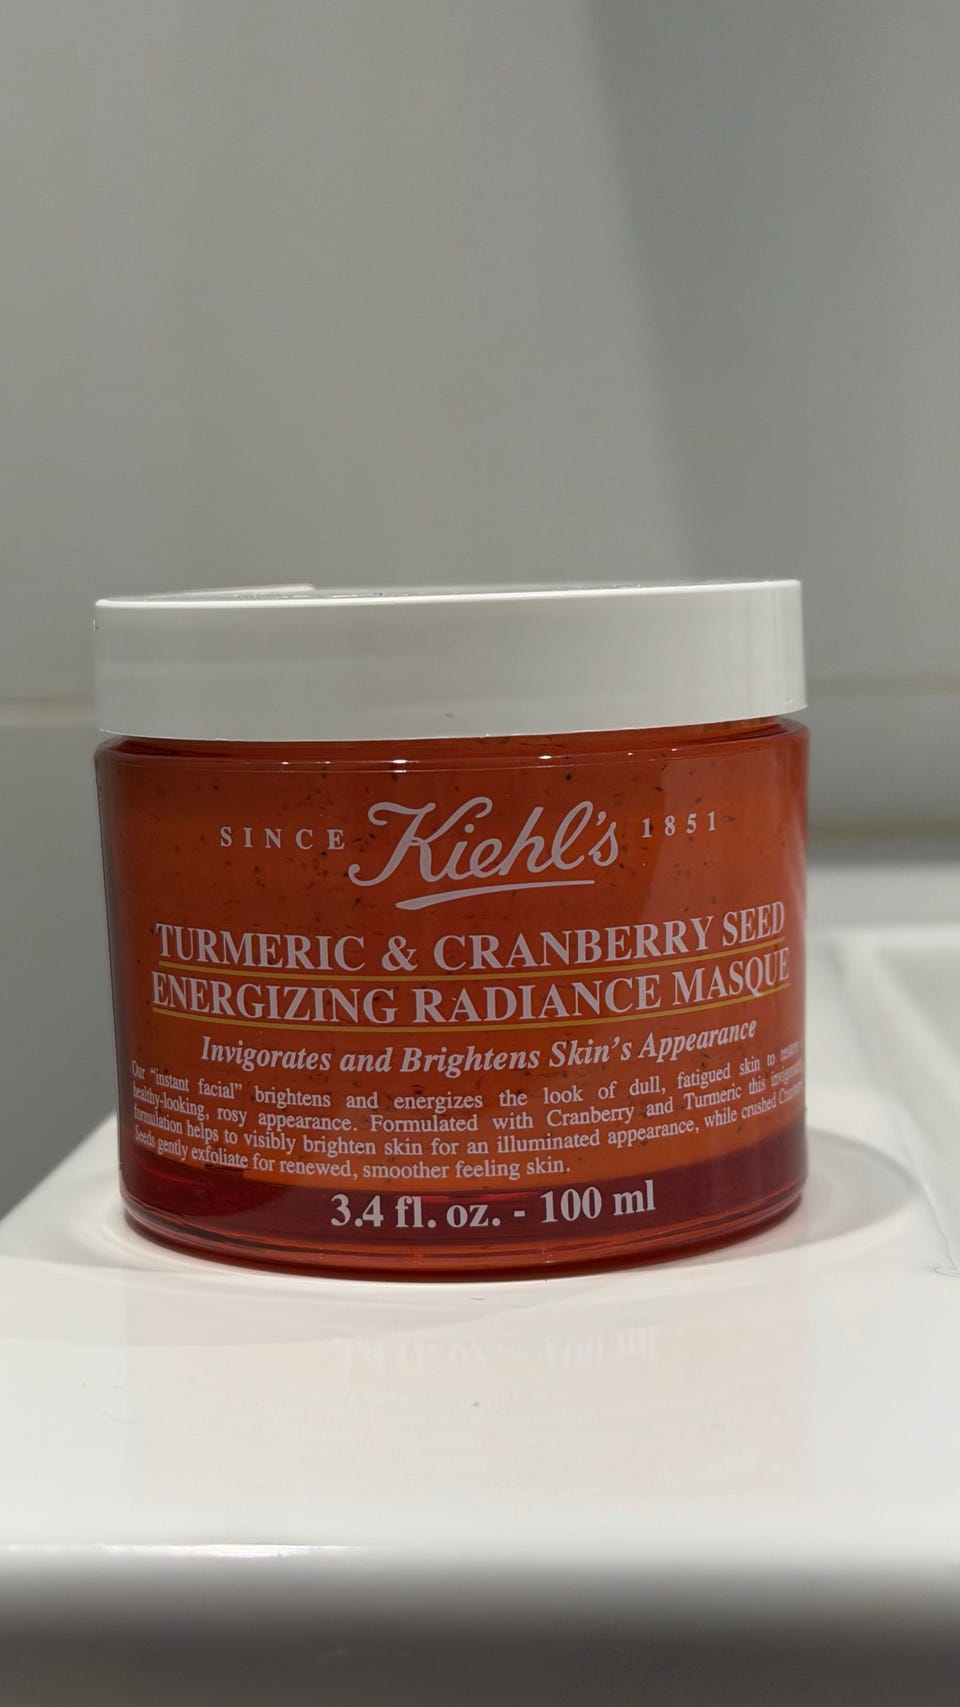 SINCE Kiehl's 1851
TURMERIC & CRANBERRY SEED
ENERGIZING RADIANCE MASQUE
Invigorates and Brightens Skin's Appearance
Our “instant facial” brightens and energizes the look of dull, fatigued skin to
healthy-looking, rosy appearance. Formulated with Cranberry and Turmeric this
formulation helps to visibly brighten skin for an illuminated appearance, while crushed
Seeds gently exfoliate for renewed, smoother feeling skin.
3.4 fl. oz. - 100 ml